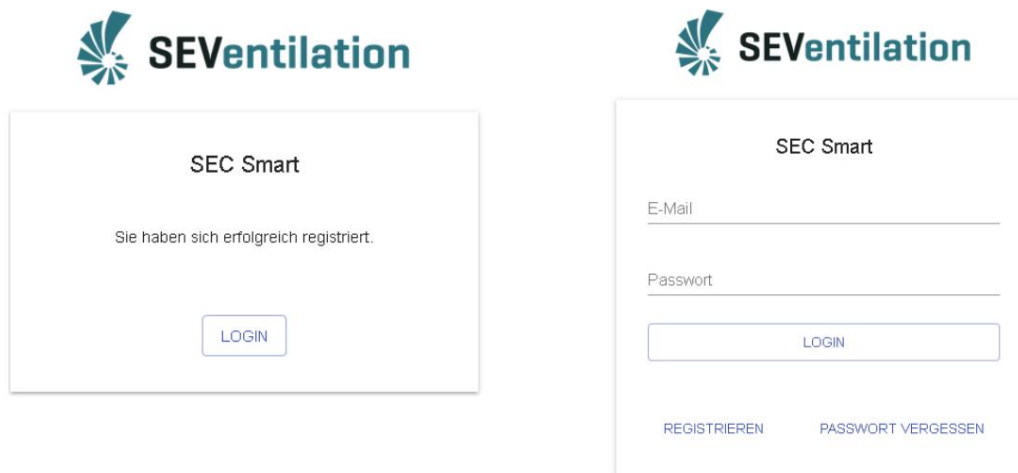 SEVentilation
SEC Smart
Sie haben sich erfolgreich registriert.
LOGIN
SEVentilation
SEC Smart
E-Mail
Passwort
LOGIN
REGISTRIEREN PASSWORT VERGESSEN